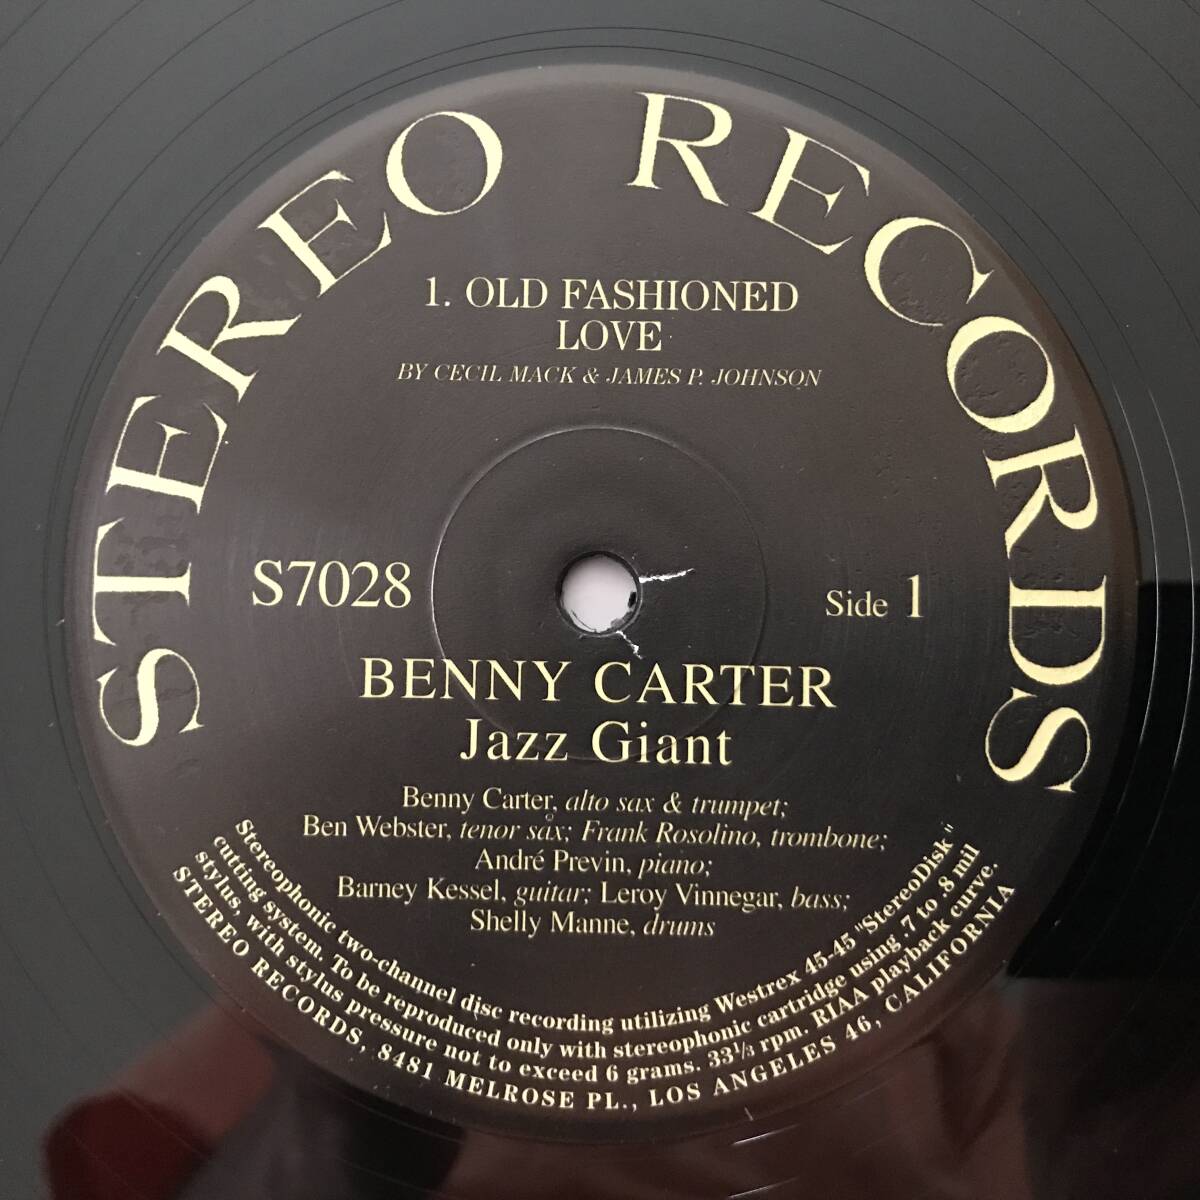 STEREO RECORDS
1. OLD FASHIONED
LOVE
BY CECIL MACK & JAMES P. JOHNSON
S7028
Side 1
BENNY CARTER
Jazz Giant
Benny Carter, alto sax & trumpet;
Ben Webster, tenor sax; Frank Rosolino, trombone;
André Previn, piano;
Barney Kessel, guitar; Leroy Vinnegar, bass;
Shelly Manne, drums
Stereophonic two-channel disc recording utilizing Westrex 45-45 "StereoDisk"
cutting system. To be reproduced only with stereophonic cartridge using .7 to .8 mil
stylus, with stylus pressure not to exceed 6 grams. 33⅓ rpm. RIAA playback curve.
STEREO RECORDS, 8481 MELROSE PL., LOS ANGELES 46, CALIFORNIA